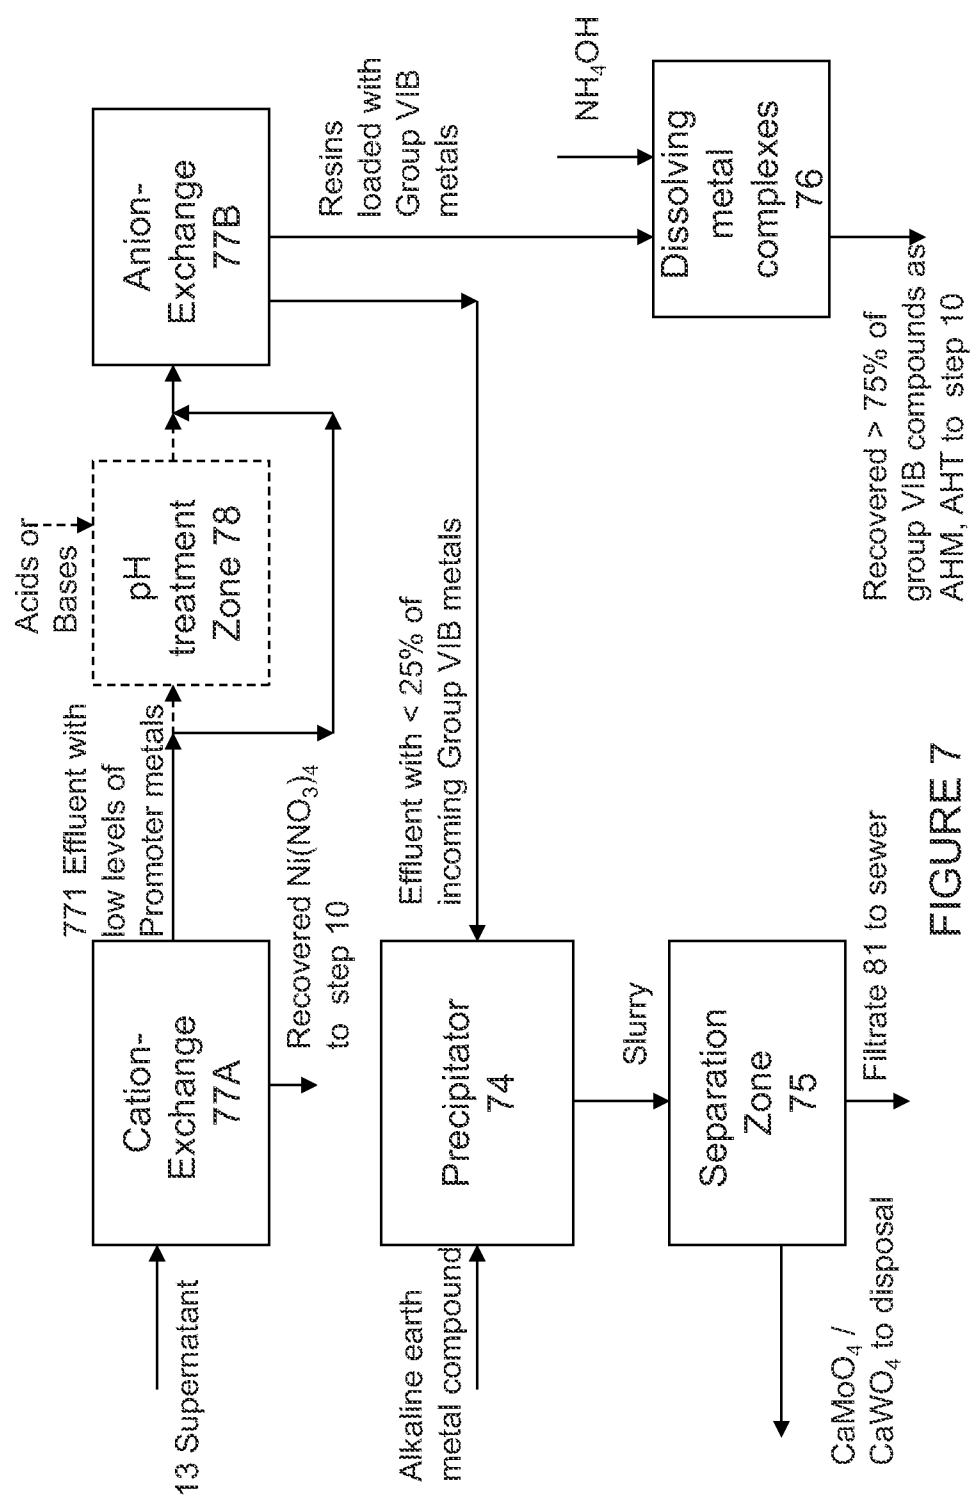 13 Supernatant
Cation-
Exchange
77A
771 Effluent with
low levels of
Promoter metals
Recovered Ni(NO3)4
to step 10
Acids or
Bases
pH
treatment
Zone 78
Anion-
Exchange
77B
Resins
loaded with
Group VIB
metals
Effluent with < 25% of
incoming Group VIB metals
Alkaline earth
metal compound
Precipitator
74
Slurry
Separation
Zone
75
CaMoO4 /
CaWO4 to disposal
Filtrate 81 to sewer
NH4OH
Dissolving
metal
complexes
76
Recovered > 75% of
group VIB compounds as
AHM, AHT to step 10
FIGURE 7